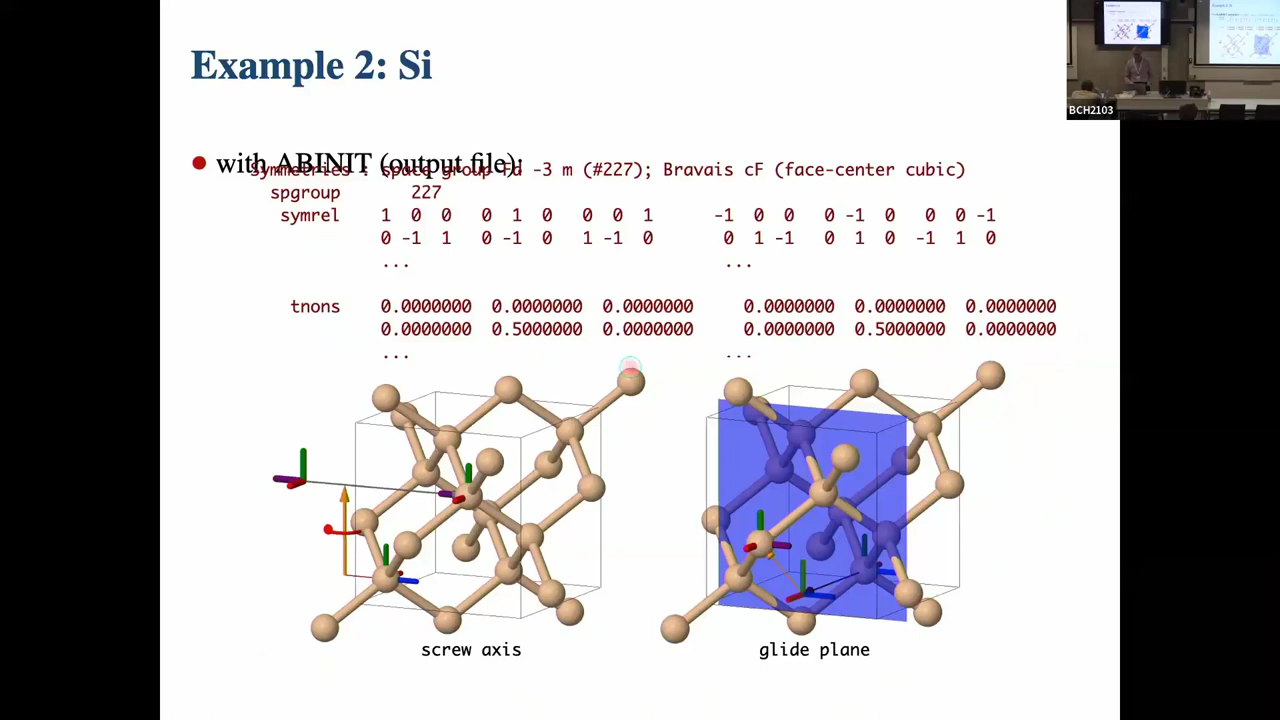 Example 2: Si
BCH2103
• with ABINIT (output file):
Symmetries : space group Fd -3 m (#227); Bravais cF (face-center cubic)
spgroup 227
symrel 1 0 0 0 1 0 0 0 1 -1 0 0 0 -1 0 0 0 -1
0 -1 1 0 -1 0 1 -1 0 0 1 -1 0 1 0 -1 1 0
... ...
tnons 0.0000000 0.0000000 0.0000000 0.0000000 0.0000000 0.0000000
0.0000000 0.5000000 0.0000000 0.0000000 0.5000000 0.0000000
... ...
screw axis glide plane